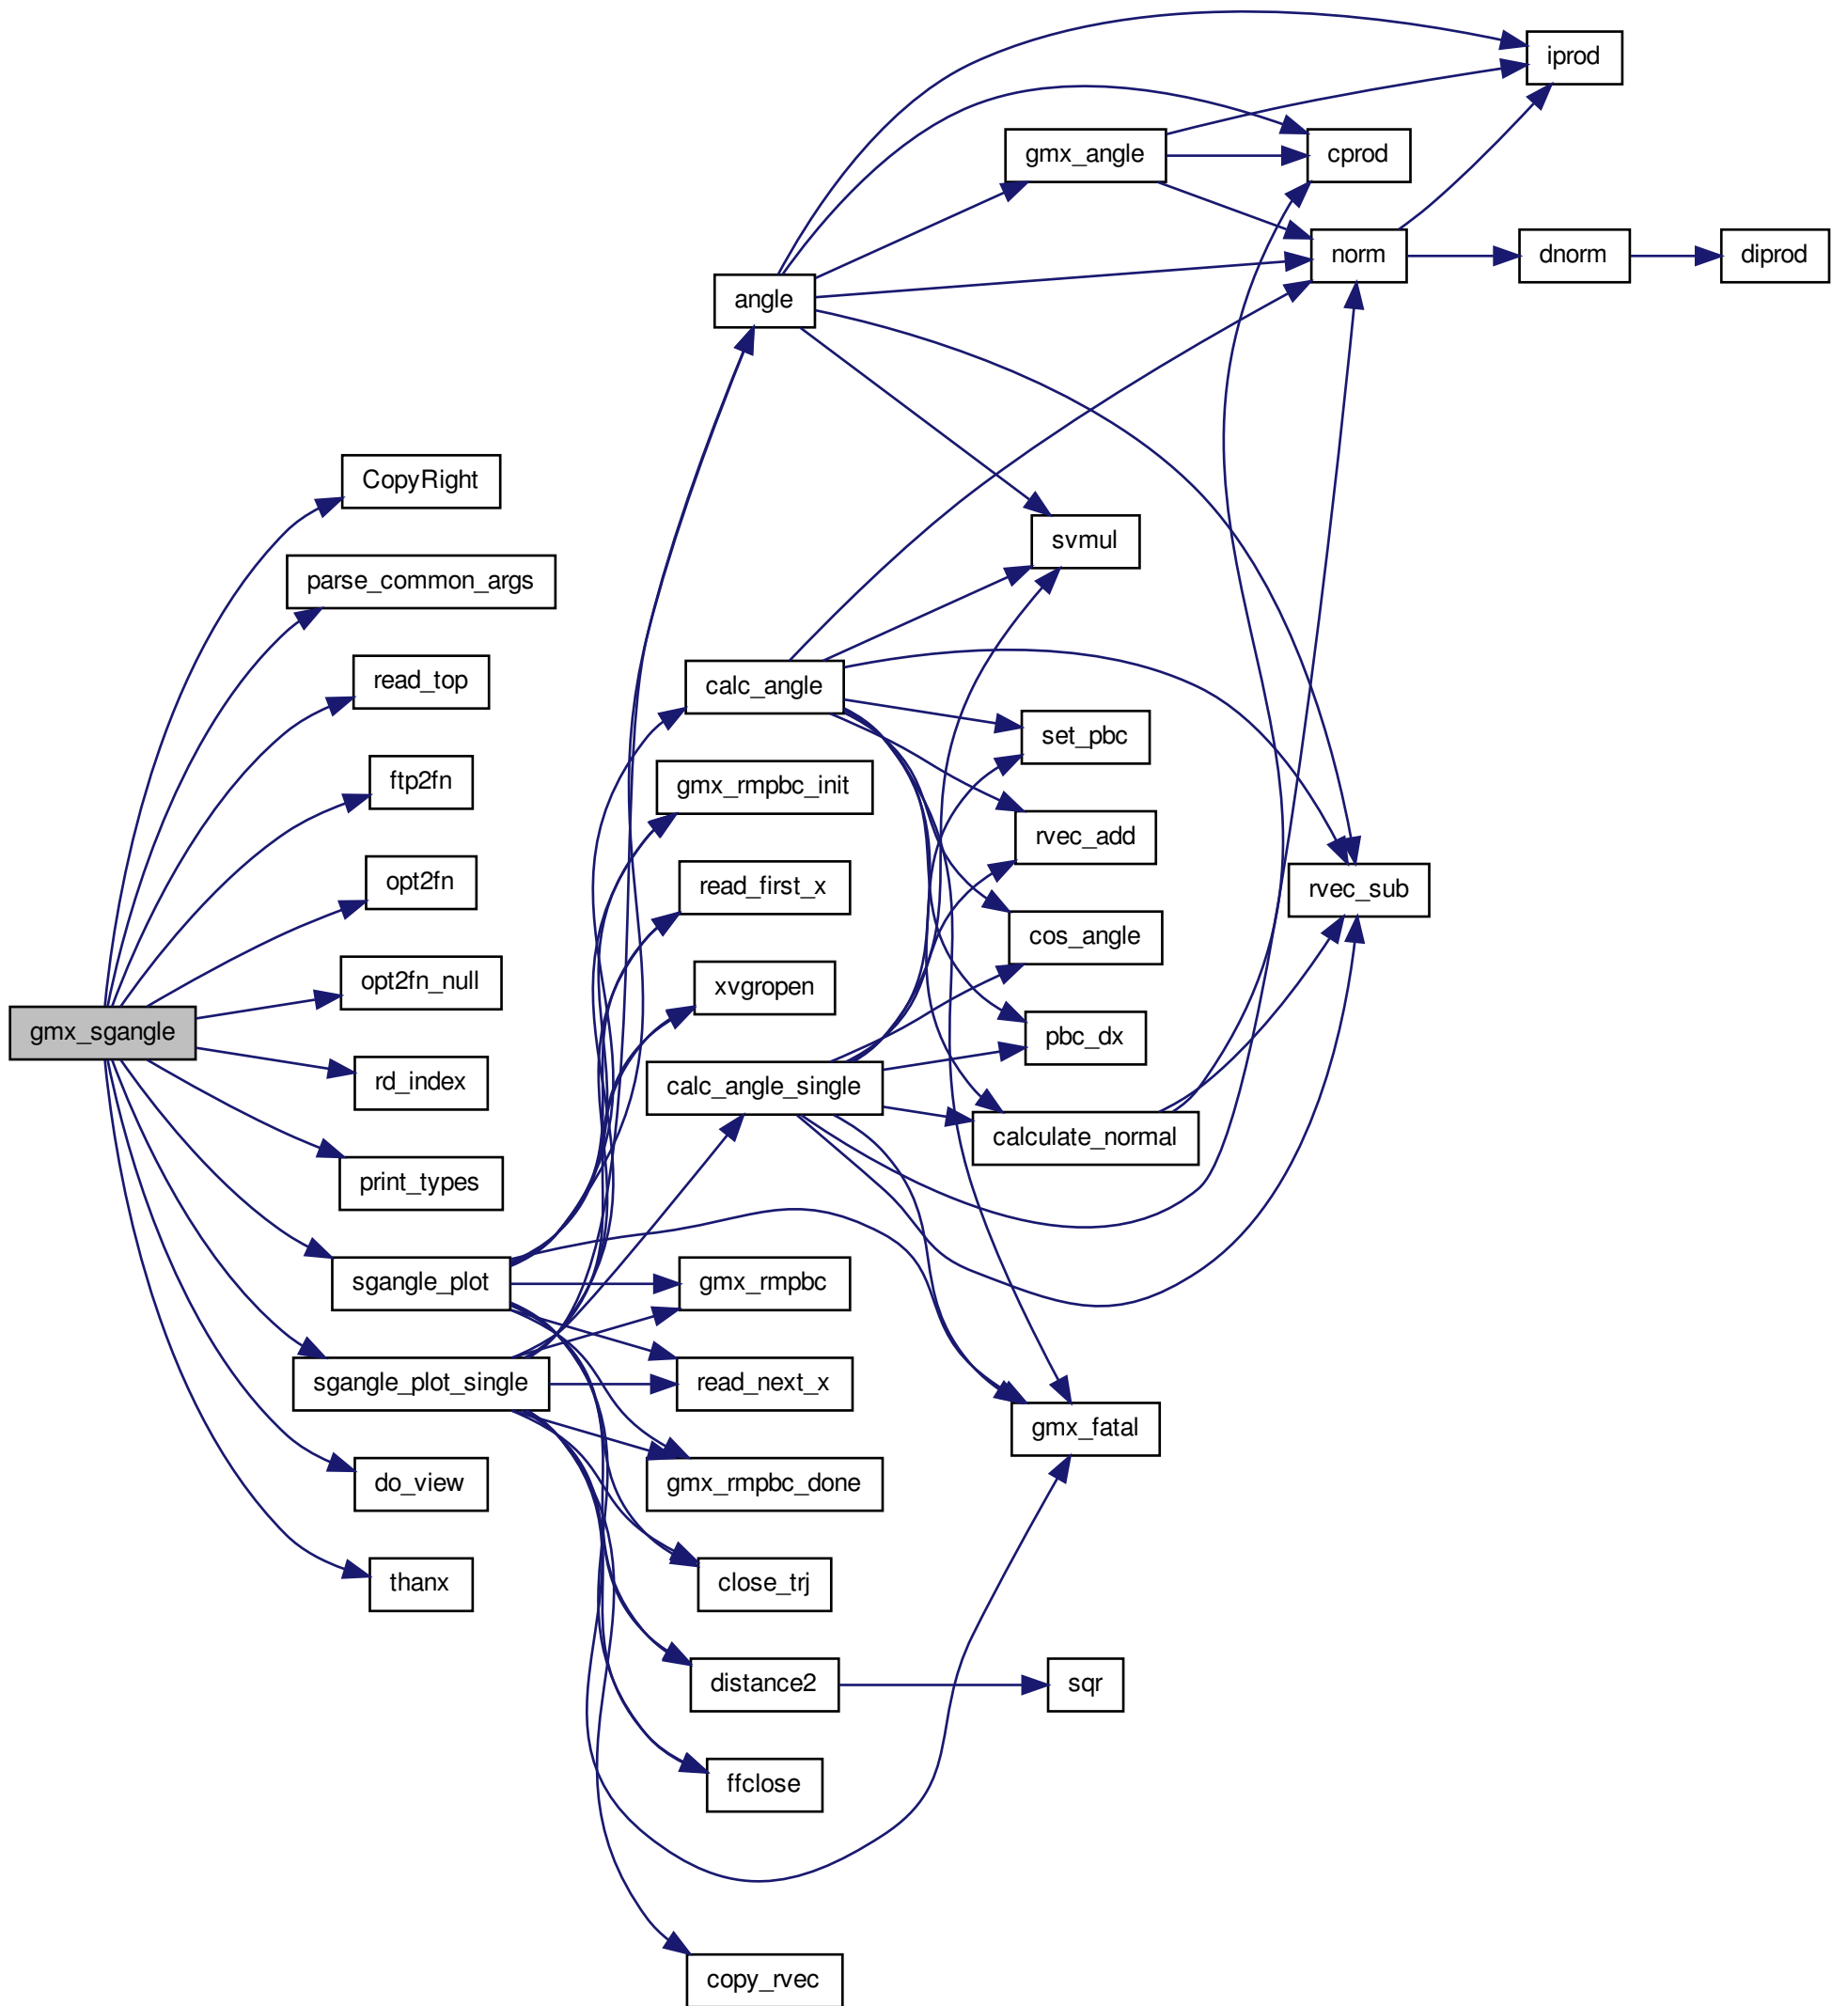 iprod
gmx_angle
cprod
norm
dnorm
diprod
angle
CopyRight
svmul
parse_common_args
read_top
calc_angle
set_pbc
ftp2fn
gmx_rmpbc_init
rvec_add
opt2fn
read_first_x
rvec_sub
cos_angle
opt2fn_null
xvgropen
gmx_sgangle
pbc_dx
rd_index
calc_angle_single
calculate_normal
print_types
sgangle_plot
gmx_rmpbc
sgangle_plot_single
read_next_x
gmx_fatal
do_view
gmx_rmpbc_done
thanx
close_trj
distance2
sqr
ffclose
copy_rvec